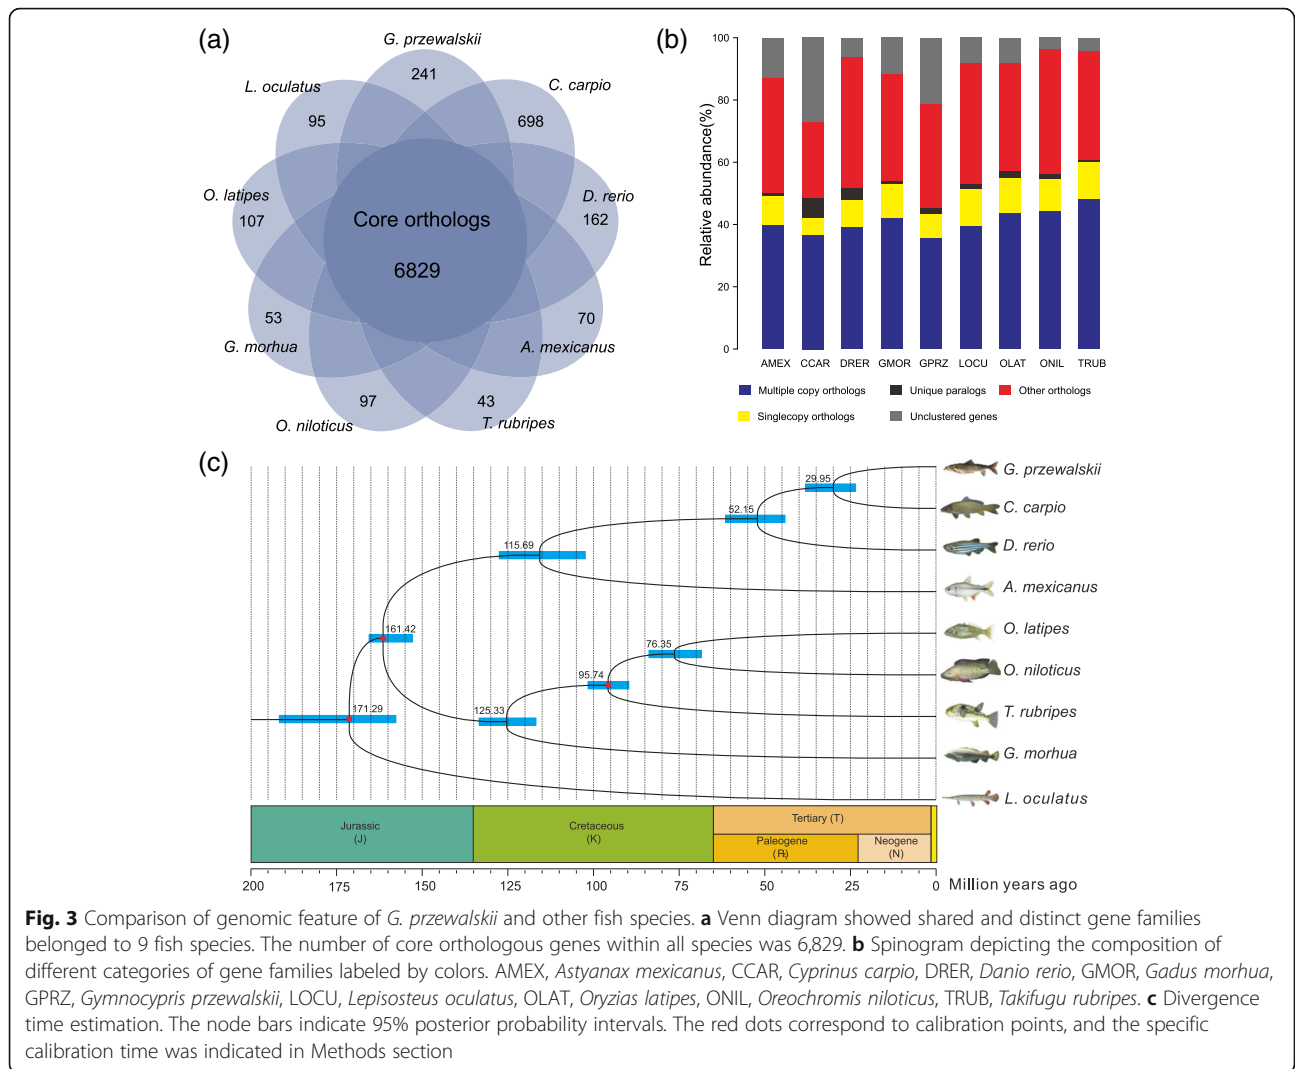 (a)
G. przewalskii
241
L. oculatus
95
C. carpio
698
O. latipes
107
D. rerio
162
Core orthologs
6829
53
G. morhua
70
A. mexicanus
97
O. niloticus
43
T. rubripes
(b)
Relative abundance(%)
100
80
60
40
20
0
AMEX CCAR DRER GMOR GPRZ LOCU OLAT ONIL TRUB
Multiple copy orthologs Unique paralogs Other orthologs
Singlecopy orthologs Unclustered genes
(c)
29.95
52.15
115.69
161.42
76.35
95.74
171.29
125.33
G. przewalskii
C. carpio
D. rerio
A. mexicanus
O. latipes
O. niloticus
T. rubripes
G. morhua
L. oculatus
Jurassic
(J)
Cretaceous
(K)
Tertiary (T)
Paleogene
Neogene
(N)
200 175 150 125 100 75 50 25 0 Million years ago
Fig. 3 Comparison of genomic feature of G. przewalskii and other fish species. a Venn diagram showed shared and distinct gene families
belonged to 9 fish species. The number of core orthologous genes within all species was 6,829. b Spinogram depicting the composition of
different categories of gene families labeled by colors. AMEX, Astyanax mexicanus, CCAR, Cyprinus carpio, DRER, Danio rerio, GMOR, Gadus morhua,
GPRZ, Gymnocypris przewalskii, LOCU, Lepisosteus oculatus, OLAT, Oryzias latipes, ONIL, Oreochromis niloticus, TRUB, Takifugu rubripes. c Divergence
time estimation. The node bars indicate 95% posterior probability intervals. The red dots correspond to calibration points, and the specific
calibration time was indicated in Methods section